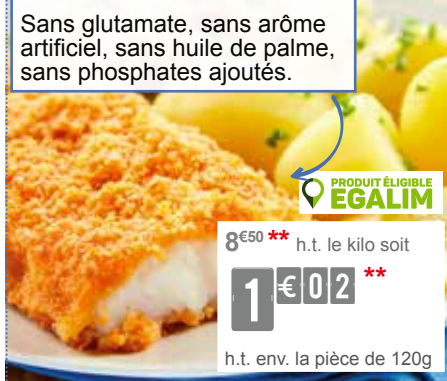 Sans glutamate, sans arôme
artificiel, sans huile de palme,
sans phosphates ajoutés.
PRODUIT ÉLIGIBLE
EGALIM
8€50 ** h.t. le kilo soit
1€02 **
h.t. env. la pièce de 120g